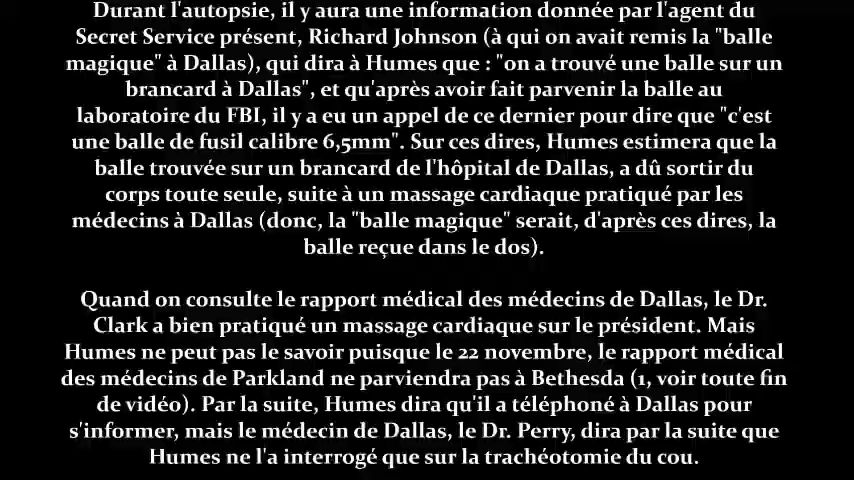 Durant l'autopsie, il y aura une information donnée par l'agent du
Secret Service présent, Richard Johnson (à qui on avait remis la "balle
magique" à Dallas), qui dira à Humes que : "on a trouvé une balle sur un
brancard à Dallas", et qu'après avoir fait parvenir la balle au
laboratoire du FBI, il y a eu un appel de ce dernier pour dire que "c'est
une balle de fusil calibre 6,5mm". Sur ces dires, Humes estimera que la
balle trouvée sur un brancard de l'hôpital de Dallas, a dû sortir du
corps toute seule, suite à un massage cardiaque pratiqué par les
médecins à Dallas (donc, la "balle magique" serait, d'après ces dires, la
balle reçue dans le dos).
Quand on consulte le rapport médical des médecins de Dallas, le Dr.
Clark a bien pratiqué un massage cardiaque sur le président. Mais
Humes ne peut pas le savoir puisque le 22 novembre, le rapport médical
des médecins de Parkland ne parviendra pas à Bethesda (1, voir toute fin
de vidéo). Par la suite, Humes dira qu'il a téléphoné à Dallas pour
s'informer, mais le médecin de Dallas, le Dr. Perry, dira par la suite que
Humes ne l'a interrogé que sur la trachéotomie du cou.